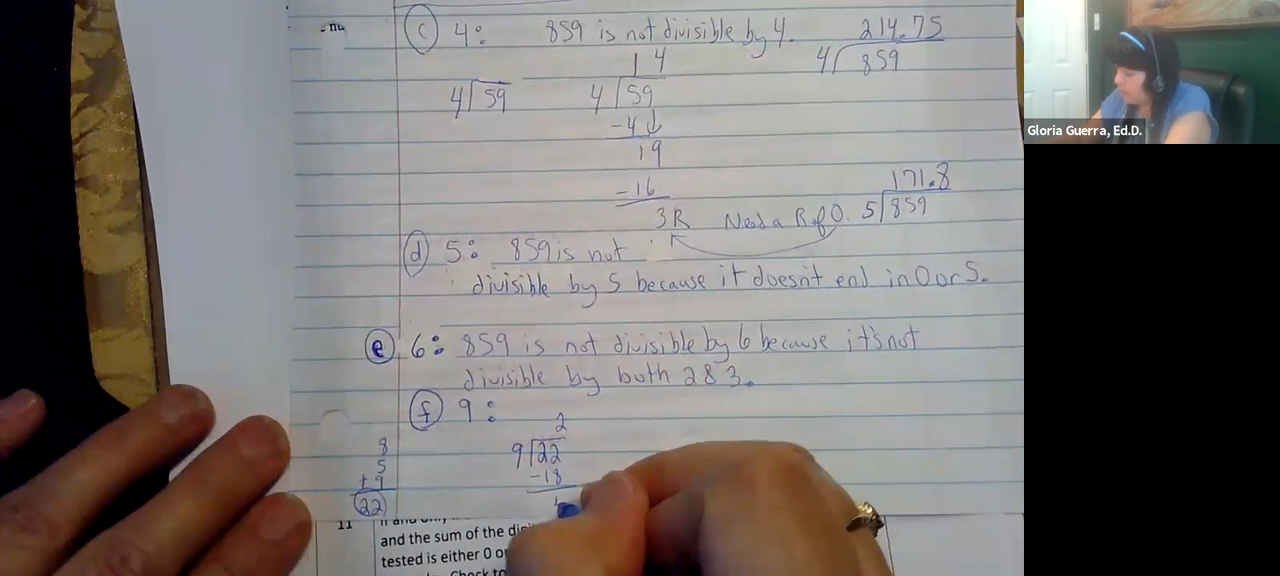 c 4: 859 is not divisible by 4.
214.75
4 859
4 59
1 4
4 59
-4
19
-16
3R Need a R of 0.
171.8
5 859
d 5: 859 is not
divisible by 5 because it doesn't end in 0 or 5.
e 6: 859 is not divisible by 6 because it's not
divisible by both 2 & 3.
f 9:
2
9 22
-18
8
5
+ 9
22
11
and the sum of the
tested is either 0
Gloria Guerra, Ed.D.